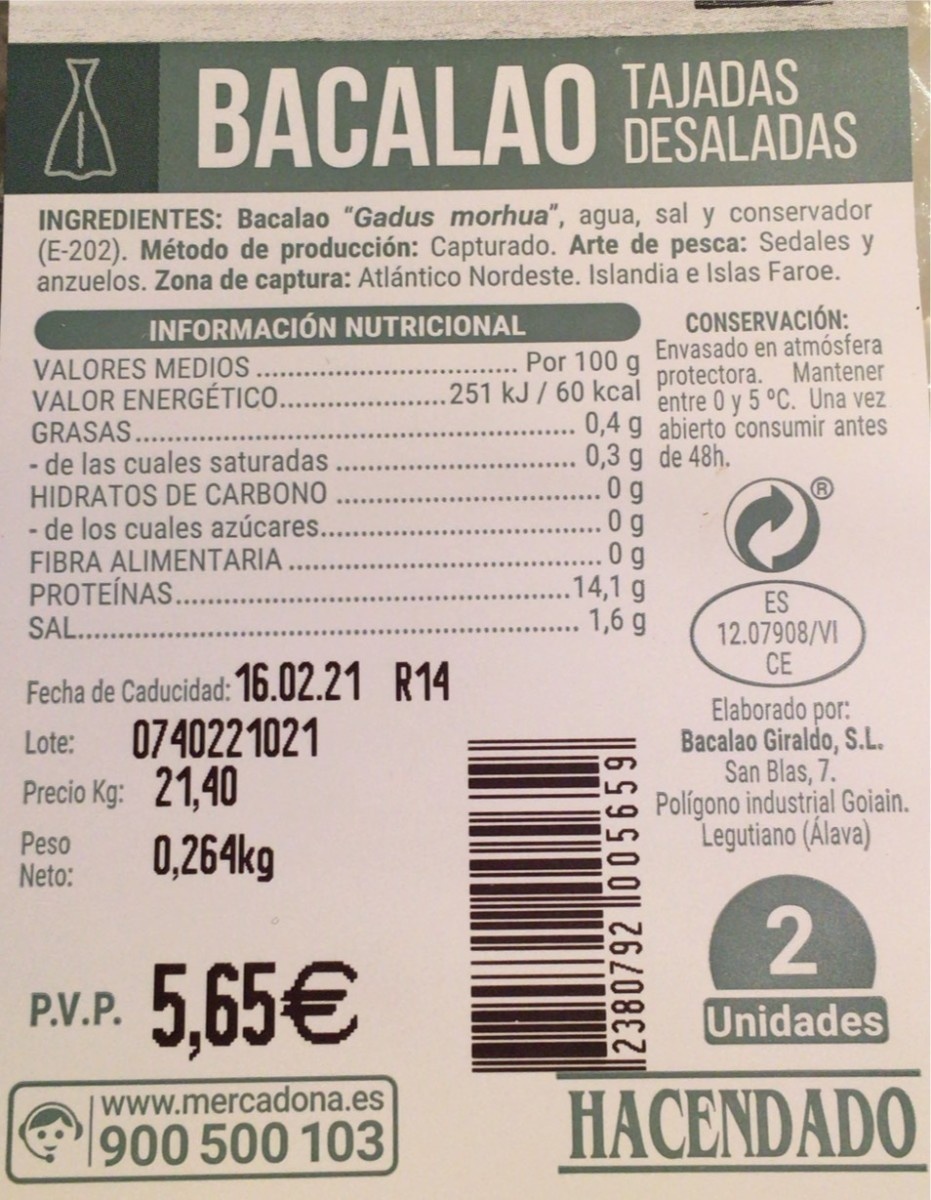 BACALAO TAJADAS
DESALADAS
INGREDIENTES: Bacalao "Gadus morhua", agua, sal y conservador
(E-202). Método de producción: Capturado. Arte de pesca: Sedales y
anzuelos. Zona de captura: Atlántico Nordeste. Islandia e Islas Faroe.
INFORMACIÓN NUTRICIONAL
VALORES MEDIOS .................................. Por 100 g
VALOR ENERGÉTICO..................... 251 kJ / 60 kcal
GRASAS............................................. 0,4 g
- de las cuales saturadas ......................... 0,3 g
HIDRATOS DE CARBONO ........................... 0 g
- de los cuales azúcares............................ 0 g
FIBRA ALIMENTARIA ................................ 0 g
PROTEÍNAS......................................... 14,1 g
SAL.................................................. 1,6 g
CONSERVACIÓN:
Envasado en atmósfera
protectora. Mantener
entre 0 y 5 ºC. Una vez
abierto consumir antes
de 48h.
®
ES
12.07908/VI
CE
Elaborado por:
Bacalao Giraldo, S.L.
San Blas, 7.
Polígono industrial Goiain.
Legutiano (Álava)
Fecha de Caducidad: 16.02.21 R14
Lote: 0740221021
Precio Kg: 21,40
Peso
Neto: 0,264kg
P.V.P. 5,65€
2380792005659
2
Unidades
www.mercadona.es
900 500 103
HACENDADO